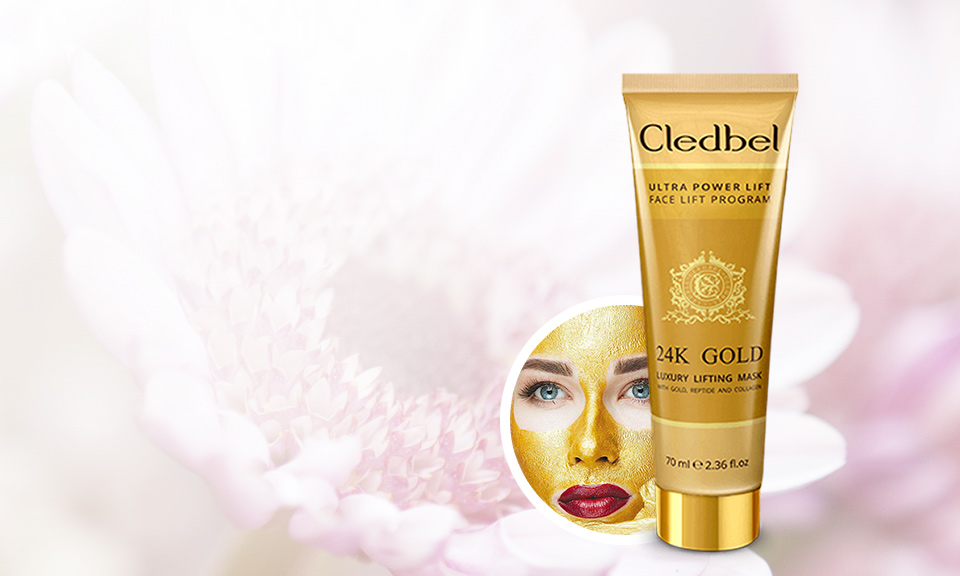 Cledbel
ULTRA POWER LIFT
FACE LIFT PROGRAM
24K GOLD
LUXURY LIFTING MASK
WITH GOLD, REPTIDE AND COLLAGEN
70 ml ℮ 2.36 fl.oz